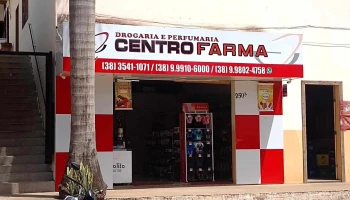 DROGARIA E PERFUMARIA
CENTRO FARMA
(38) 3541-1071 / (38) 9.9910-6000 / (38) 9.9802-4758